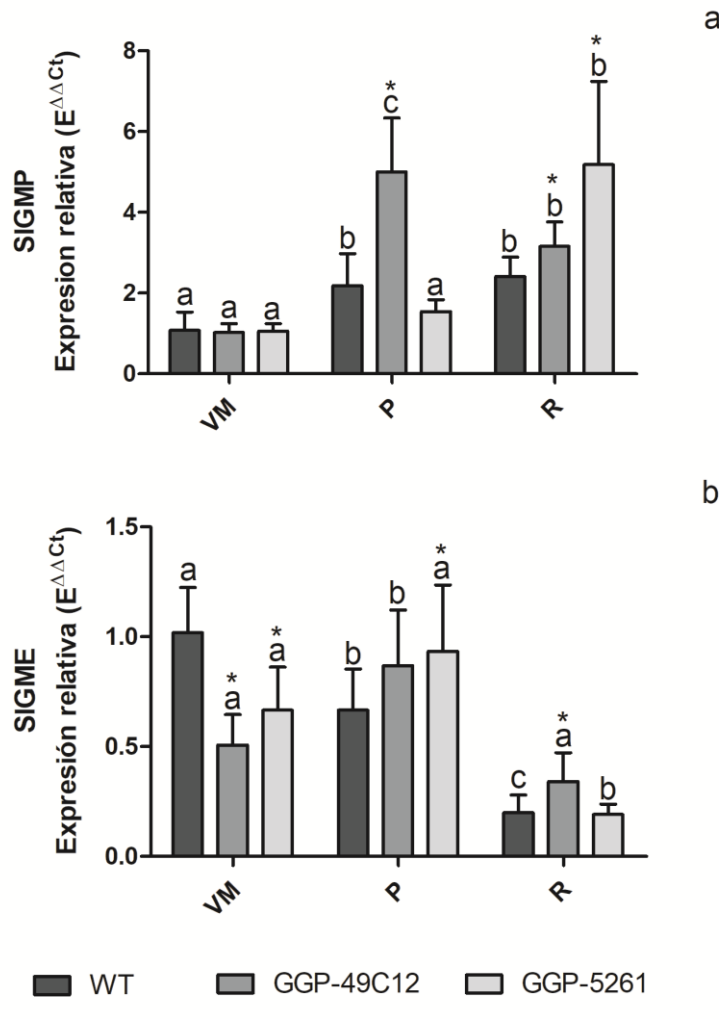 a
SlGMP
Expresion relativa (E^ΔΔCt)
8
6
4
2
0
a
a
a
b
*
c
a
b
*
b
*
b
VM
P
R
b
SlGME
Expresión relativa (E^ΔΔCt)
1.5
1.0
0.5
0.0
a
*
a
*
a
b
b
*
a
c
*
a
b
VM
P
R
WT
GGP-49C12
GGP-5261